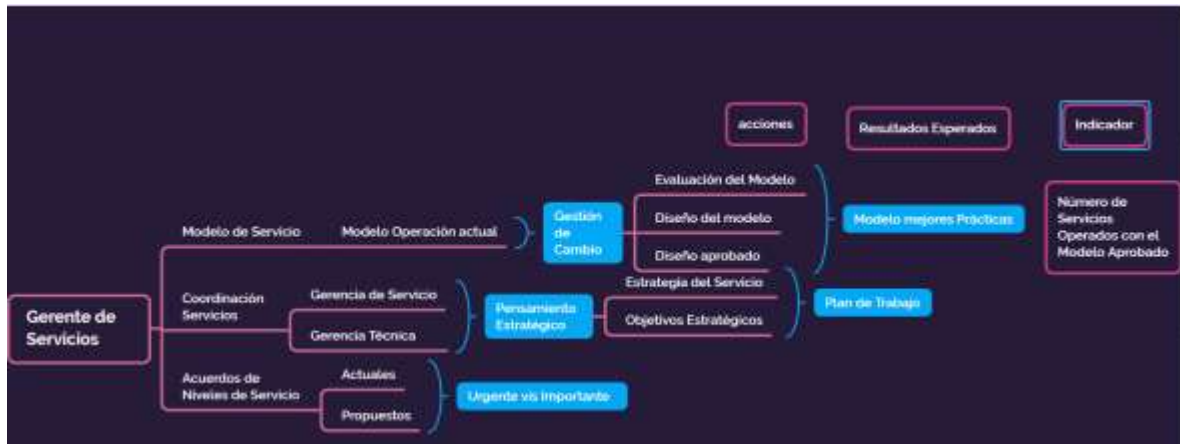 acciones
Resultados Esperados
Indicador
Evaluación del Modelo
Diseño del modelo
Diseño aprobado
Modelo de Servicio
Modelo Operación actual
Gestión
de
Cambio
Modelo mejores Prácticas
Número de
Servicios
Operados con el
Modelo Aprobado
Gerente de
Servicios
Coordinación
Servicios
Gerencia de Servicio
Gerencia Técnica
Pensamiento
Estratégico
Estrategia del Servicio
Objetivos Estratégicos
Plan de Trabajo
Acuerdos de
Niveles de Servicio
Actuales
Propuestos
Urgente vis Importante